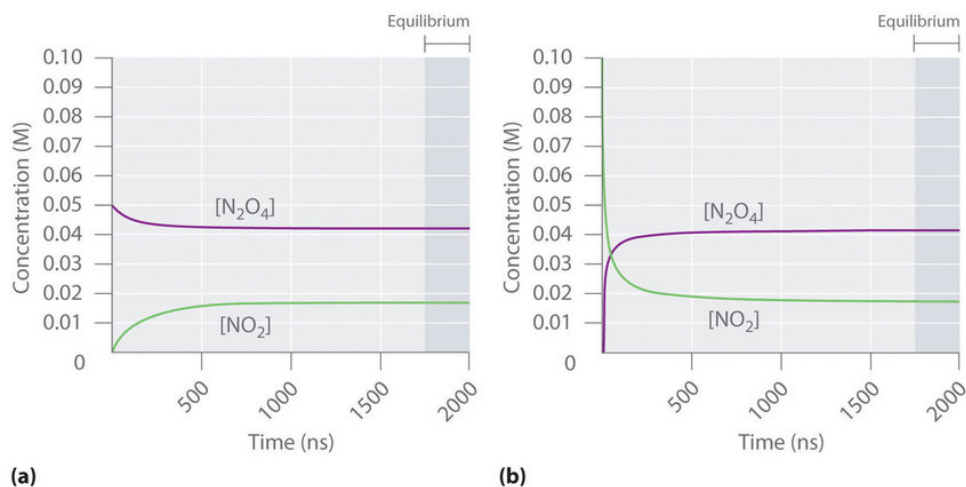 Equilibrium
0.10
0.09
0.08
0.07
0.06
0.05
0.04
0.03
0.02
0.01
0
Concentration (M)
[N₂O₄]
[NO₂]
500
1000
1500
2000
Time (ns)
(a)
Equilibrium
0.10
0.09
0.08
0.07
0.06
0.05
0.04
0.03
0.02
0.01
0
Concentration (M)
[N₂O₄]
[NO₂]
500
1000
1500
2000
Time (ns)
(b)